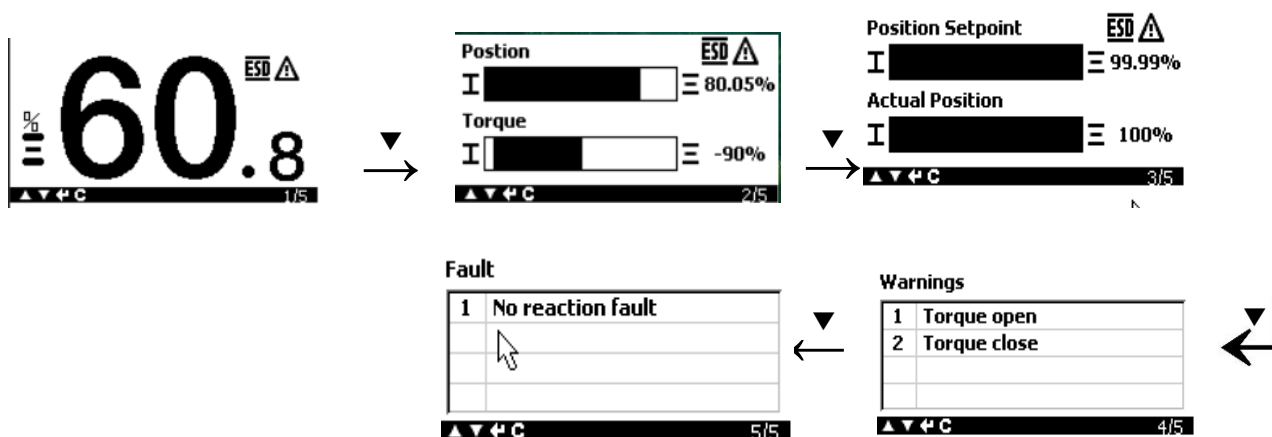 60.8
%
ESD
C 1/5
Postion ESD
80.05%
Torque
-90%
C 2/5
Position Setpoint ESD
99.99%
Actual Position
100%
C 3/5
Warnings
1 Torque open
2 Torque close
C 4/5
Fault
1 No reaction fault
C 5/5